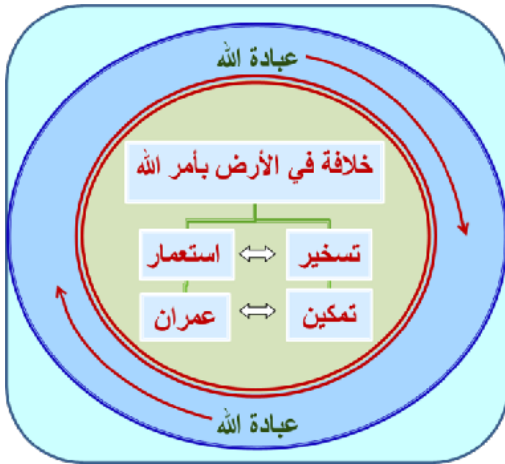 عبادة الله
خلافة في الأرض بأمر الله
تسخير استعمار
تمكين عمران
عبادة الله